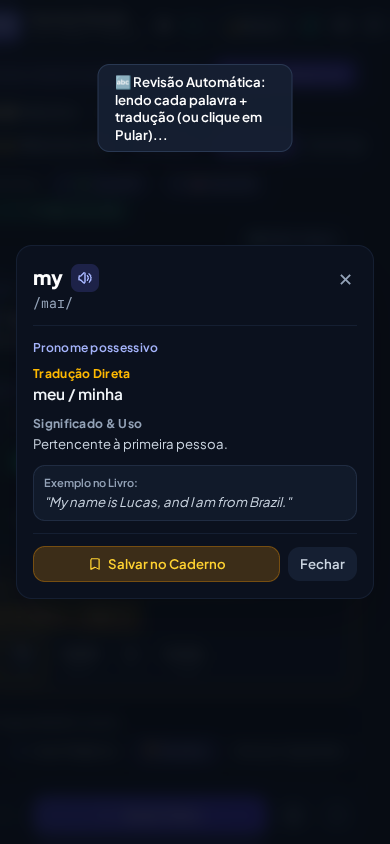 🔤 Revisão Automática:
lendo cada palavra +
tradução (ou clique em
Pular)...
my
/maɪ/
Pronome possessivo
Tradução Direta
meu / minha
Significado & Uso
Pertencente à primeira pessoa.
Exemplo no Livro:
"My name is Lucas, and I am from Brazil."
Salvar no Caderno
Fechar